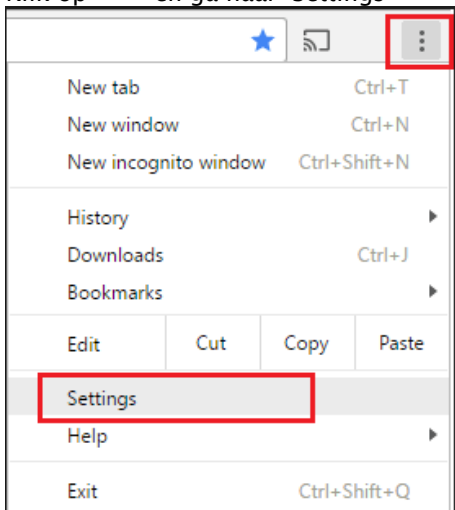 New tab Ctrl+T
New window Ctrl+N
New incognito window Ctrl+Shift+N
History
Downloads Ctrl+J
Bookmarks
Edit Cut Copy Paste
Settings
Help
Exit Ctrl+Shift+Q